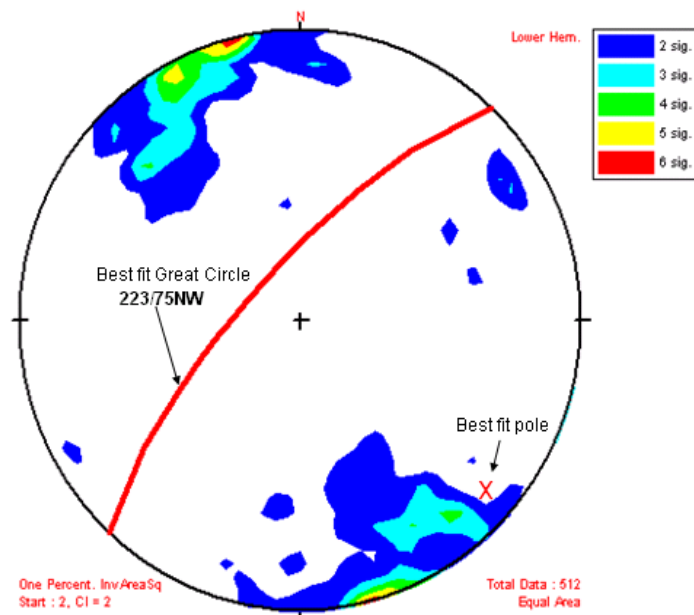 N
Lower Hem.
2 sig.
3 sig.
4 sig.
5 sig.
6 sig.
Best fit Great Circle
223/75NW
Best fit pole
X
One Percent. InvAreaSq
Start : 2, CI = 2
Total Data : 512
Equal Area